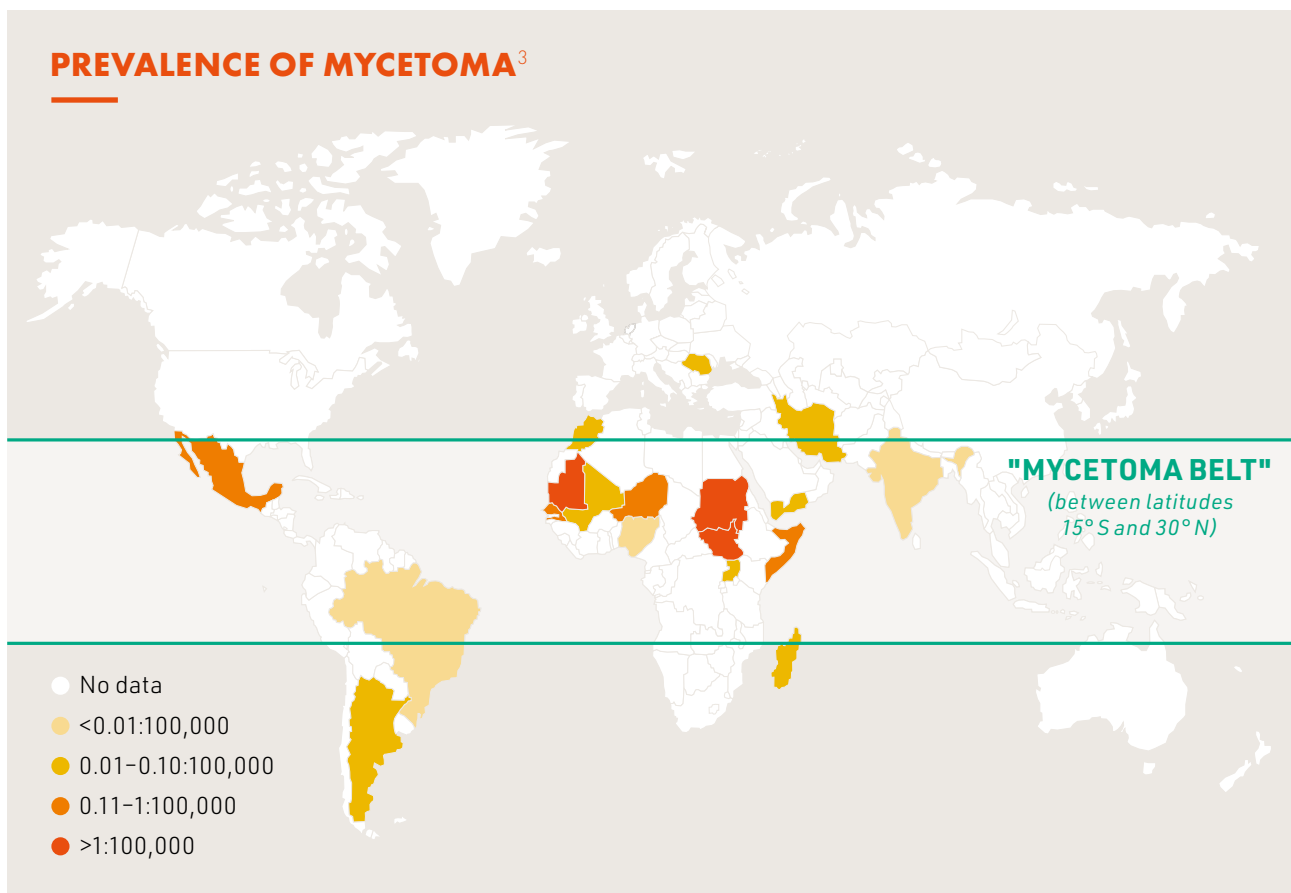 PREVALENCE OF MYCETOMA³
"MYCETOMA BELT"
(between latitudes
15° S and 30° N)
No data
<0.01:100,000
0.01–0.10:100,000
0.11–1:100,000
>1:100,000